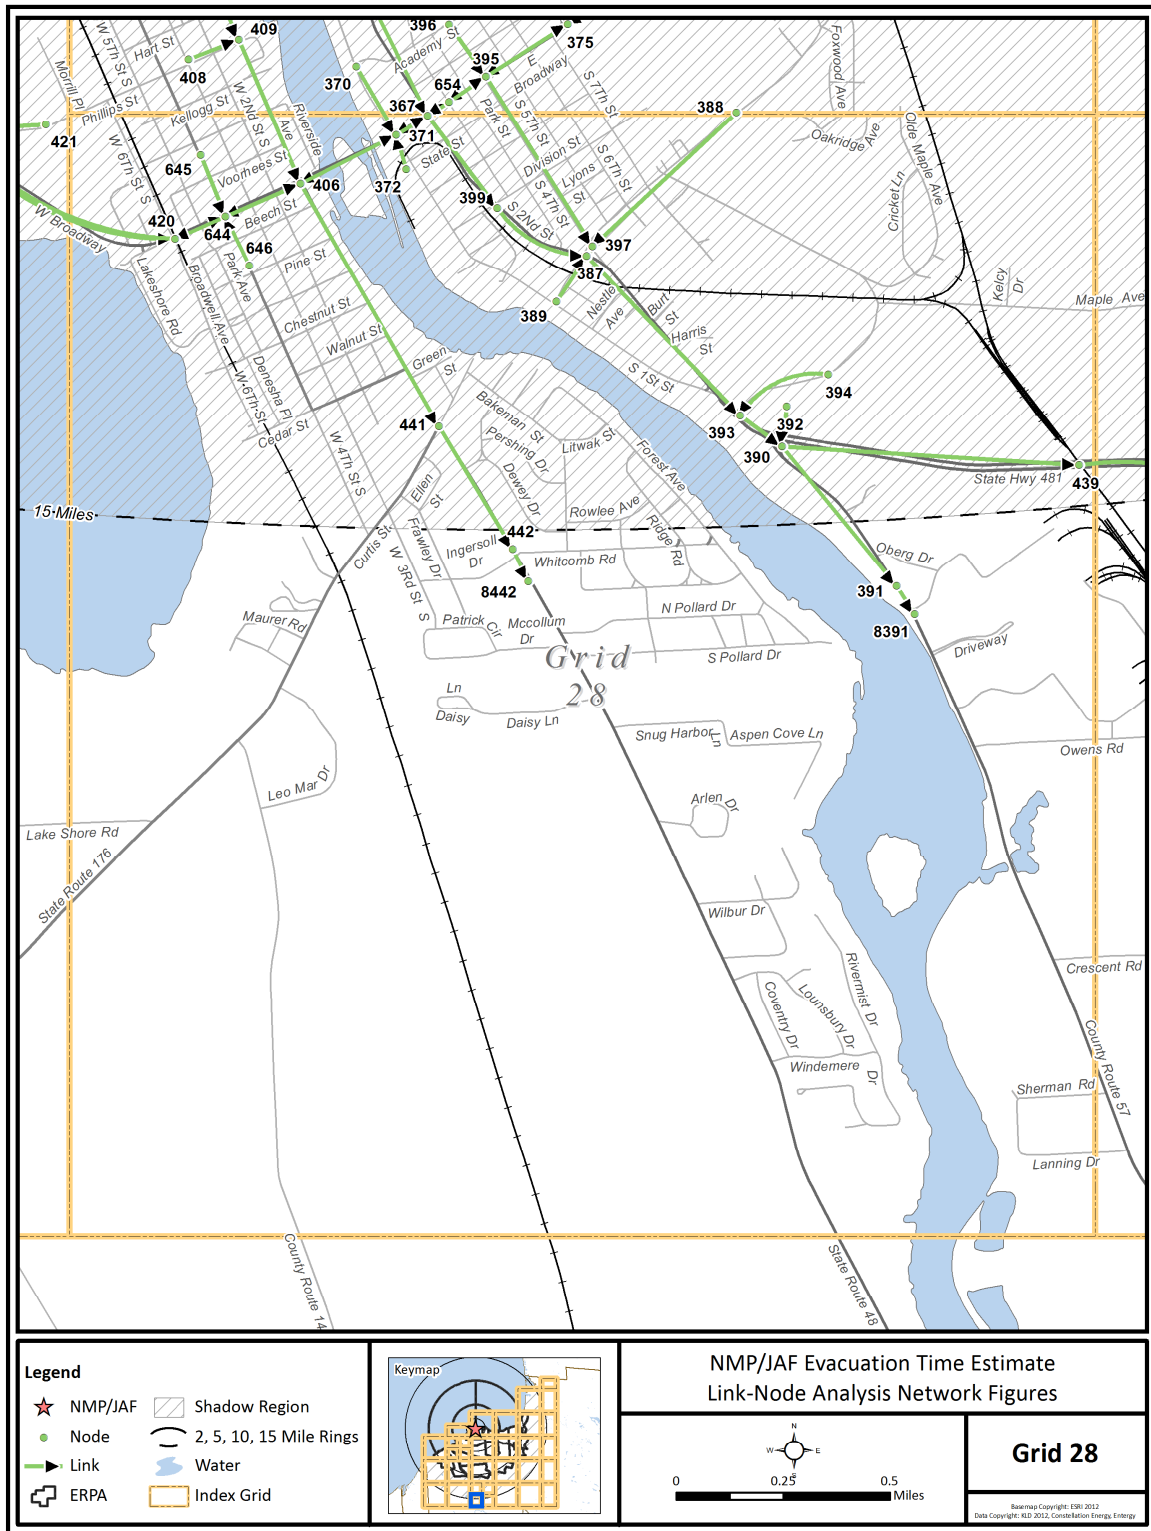 409
396
375
Hart St
W 5Th St S
Academy St
395
E Broadway
Foxwood Ave
408
Morrill Pl
370
654
S 7Th St
Phillips St
Kellogg St
W 2Nd St S
Riverside Ave
367
371
Park St
S 5Th St
388
Oakridge Ave
Olde Maple Ave
421
W 6Th St S
645
Voorhees St
State St
Division St
S 6Th St
406
372
Lyons St
S 4Th St
Cricket Ln
399
S 2Nd St
W Broadway
420
644
Beech St
646
397
387
Pine St
Lakeshore Rd
Broadwell Ave
Park Ave
Kelcy Dr
Maple Ave
389
Nestle Ave
Burt St
Harris St
Chestnut St
Walnut St
Green St
S 1St St
W 6Th St
Denesha Pl
Cedar St
394
Bakeman St
441
Pershing Dr
Litwak St
393
392
390
W 4Th St S
Dewey Dr
Forest Ave
State Hwy 481
439
Ellen St
15 Miles
Rowlee Ave
Ridge Rd
442
Curtis St
Frawley Dr
Ingersoll Dr
Whitcomb Rd
Oberg Dr
W 3Rd St S
8442
391
8391
Maurer Rd
Patrick Cir
Mccollum Dr
N Pollard Dr
S Pollard Dr
Driveway
Grid
28
Ln
Daisy
Daisy Ln
Snug Harbor Ln
Aspen Cove Ln
Owens Rd
Leo Mar Dr
Arlen Dr
Lake Shore Rd
State Route 176
Wilbur Dr
Rivermist Dr
Crescent Rd
Coventry Dr
Lounsbury Dr
Windemere Dr
County Route 57
Sherman Rd
Lanning Dr
County Route 14
State Route 48
Legend
NMP/JAF
Shadow Region
Node
2, 5, 10, 15 Mile Rings
Link
Water
ERPA
Index Grid
Keymap
NMP/JAF Evacuation Time Estimate
Link-Node Analysis Network Figures
N
W E
S
0 0.25 0.5
Miles
Grid 28
Basemap Copyright: ESRI 2012
Data Copyright: KLD 2012, Constellation Energy, Entergy